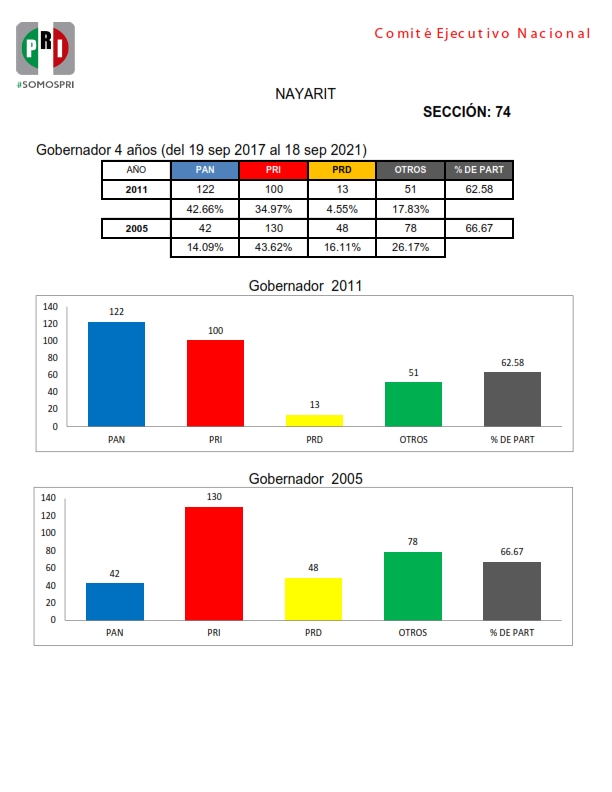 Comité Ejecutivo Nacional
PRI
#SOMOSPRI
NAYARIT
SECCIÓN: 74
Gobernador 4 años (del 19 sep 2017 al 18 sep 2021)
AÑO PAN PRI PRD OTROS % DE PART
2011 122 100 13 51 62.58
42.66% 34.97% 4.55% 17.83%
2005 42 130 48 78 66.67
14.09% 43.62% 16.11% 26.17%
Gobernador 2011
140
120
100
80
60
40
20
0
122
100
13
51
62.58
PAN PRI PRD OTROS % DE PART
Gobernador 2005
140
120
100
80
60
40
20
0
42
130
48
78
66.67
PAN PRI PRD OTROS % DE PART